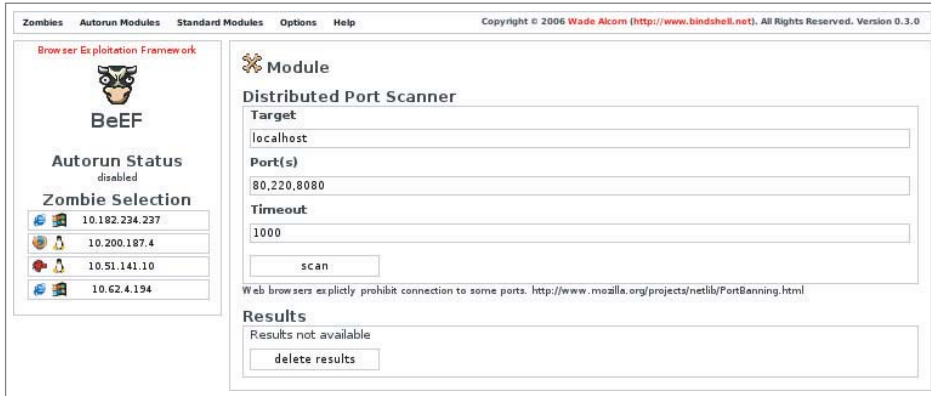 Zombies Autorun Modules Standard Modules Options Help
Copyright © 2006 Wade Alcorn (http://www.bindshell.net). All Rights Reserved. Version 0.3.0
Browser Exploitation Framework
BeEF
Autorun Status
disabled
Zombie Selection
10.182.234.237
10.200.187.4
10.51.141.10
10.62.4.194
Module
Distributed Port Scanner
Target
localhost
Port(s)
80,220,8080
Timeout
1000
scan
Web browsers explictly prohibit connection to some ports. http://www.mozilla.org/projects/netlib/PortBanning.html
Results
Results not available
delete results